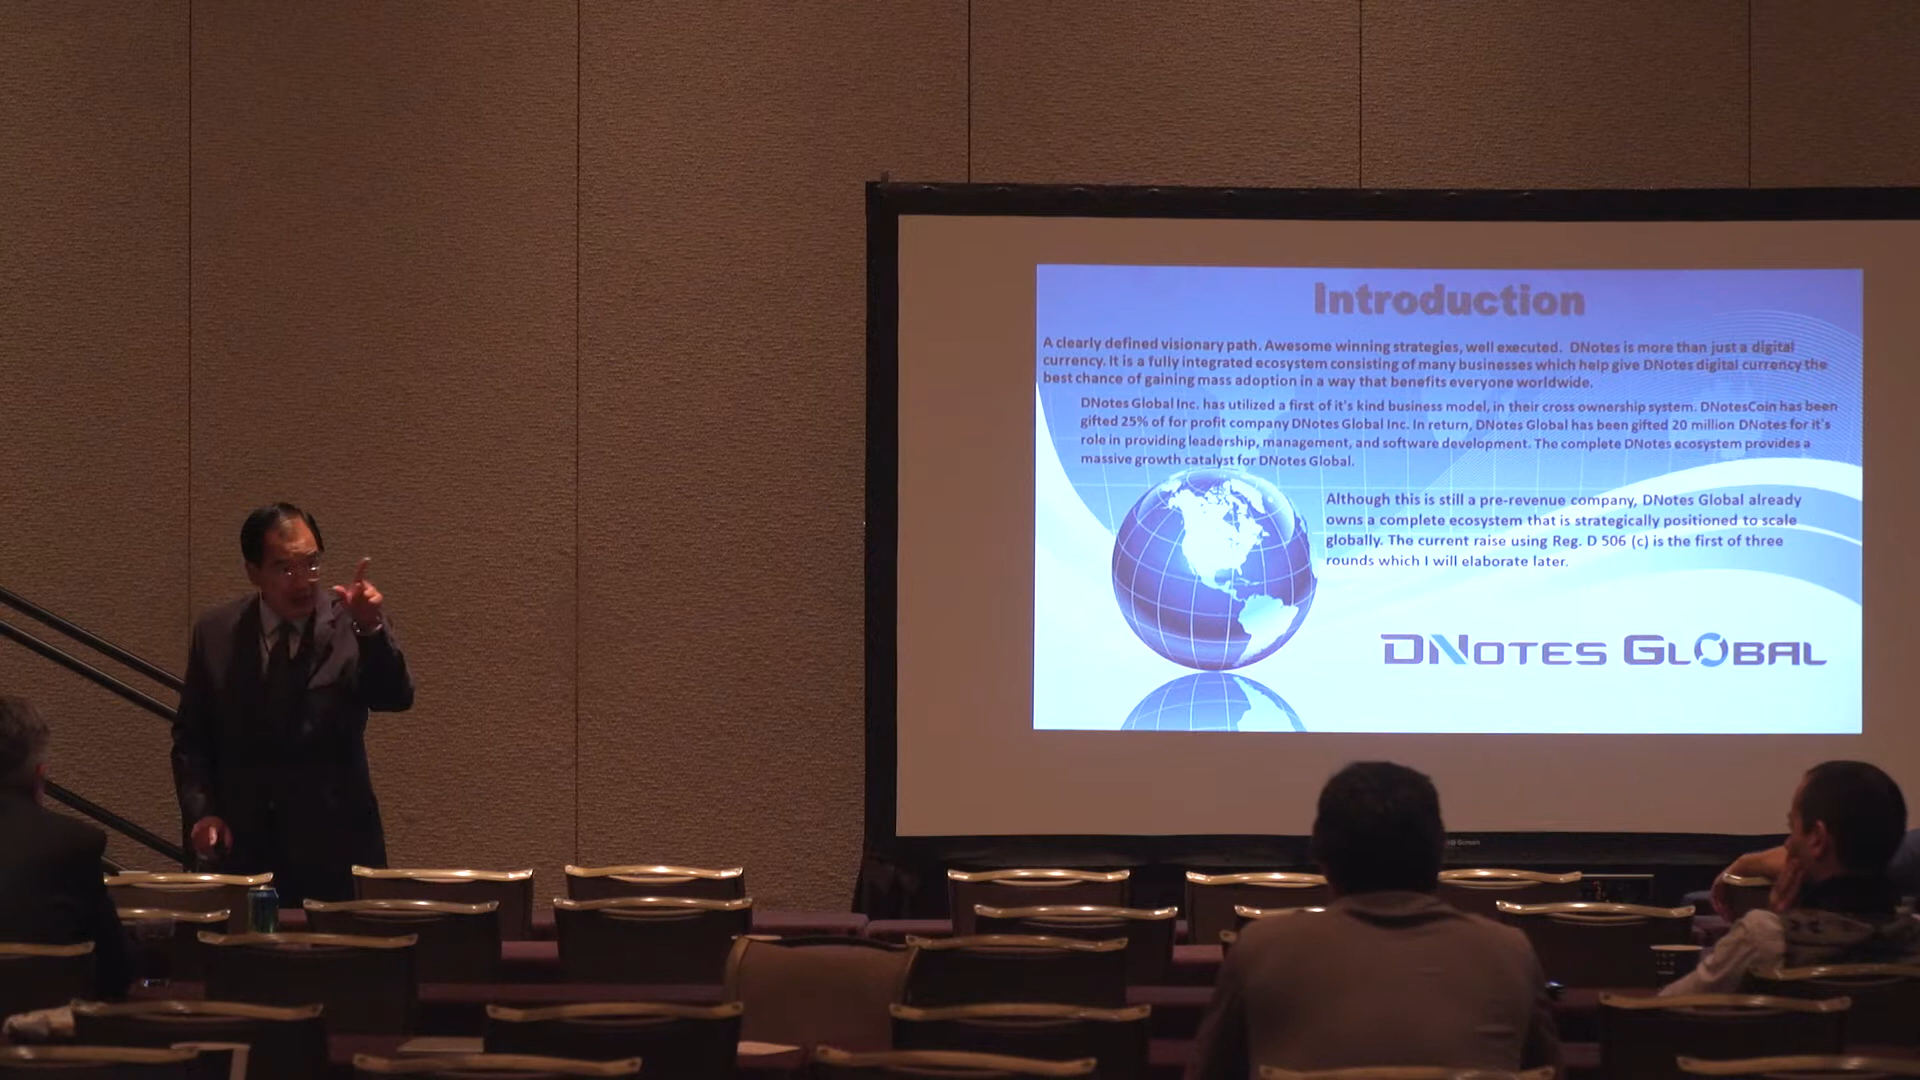 Introduction
A clearly defined visionary path. Awesome winning strategies, well executed. DNotes is more than just a digital
currency. It is a fully integrated ecosystem consisting of many businesses which help give DNotes digital currency the
best chance of gaining mass adoption in a way that benefits everyone worldwide.
DNotes Global Inc. has utilized a first of it's kind business model, in their cross ownership system. DNotesCoin has been
gifted 25% of for profit company DNotes Global Inc. In return, DNotes Global has been gifted 20 million DNotes for it's
role in providing leadership, management, and software development. The complete DNotes ecosystem provides a
massive growth catalyst for DNotes Global.
Although this is still a pre-revenue company, DNotes Global already
owns a complete ecosystem that is strategically positioned to scale
globally. The current raise using Reg. D 506 (c) is the first of three
rounds which I will elaborate later.
DNOTES GLOBAL